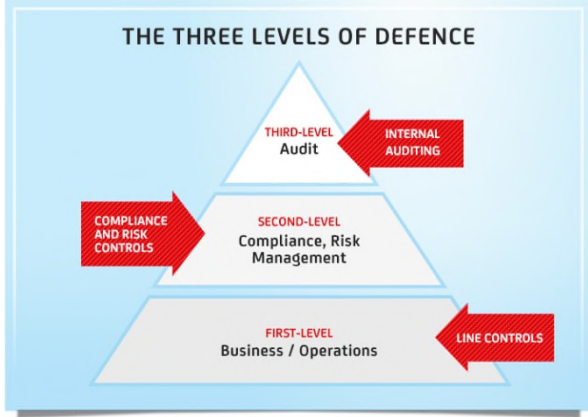 THE THREE LEVELS OF DEFENCE
THIRD-LEVEL
Audit
INTERNAL
AUDITING
COMPLIANCE
AND RISK
CONTROLS
SECOND-LEVEL
Compliance, Risk
Management
FIRST-LEVEL
Business / Operations
LINE CONTROLS